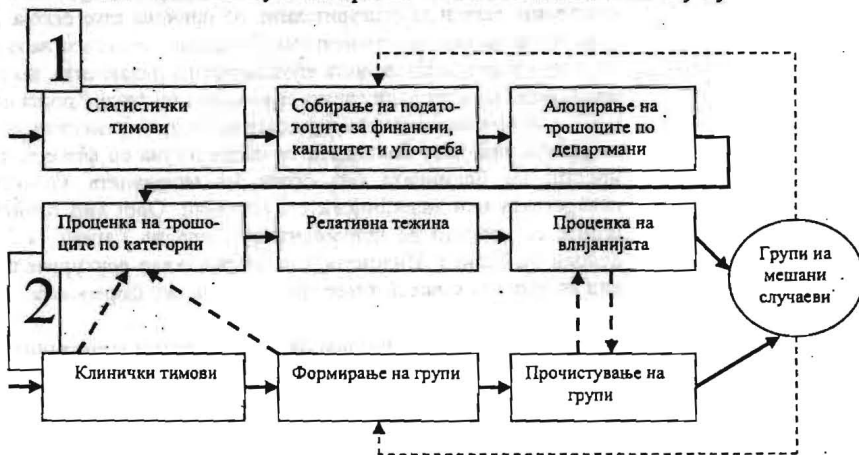 1
Статистички
тимови
Собирање на подато-
тоците за финансии,
капацитет и употреба
Алоцирање на
трошоците по
департмани
Процена на трошо-
ците по категории
Релативна тежина
Проценка на
влијанијата
Групи на
мешани
случаеви
2
Клинички тимови
Формирање на групи
Прочистување на
групи